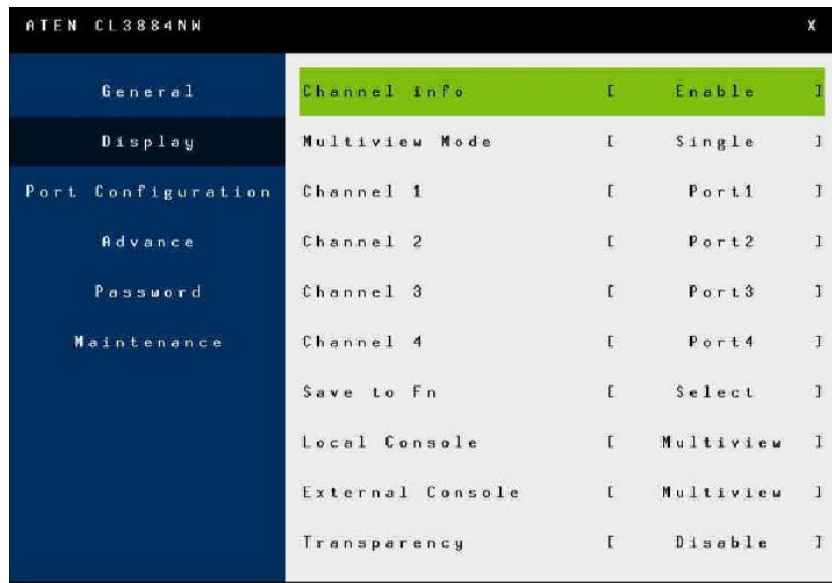 ATEN CL3884NW X
General
Display
Port Configuration
Advance
Password
Maintenance
Channel info [ Enable ]
Multiview Mode [ Single ]
Channel 1 [ Port1 ]
Channel 2 [ Port2 ]
Channel 3 [ Port3 ]
Channel 4 [ Port4 ]
Save to Fn [ Select ]
Local Console [ Multiview ]
External Console [ Multiview ]
Transparency [ Disable ]